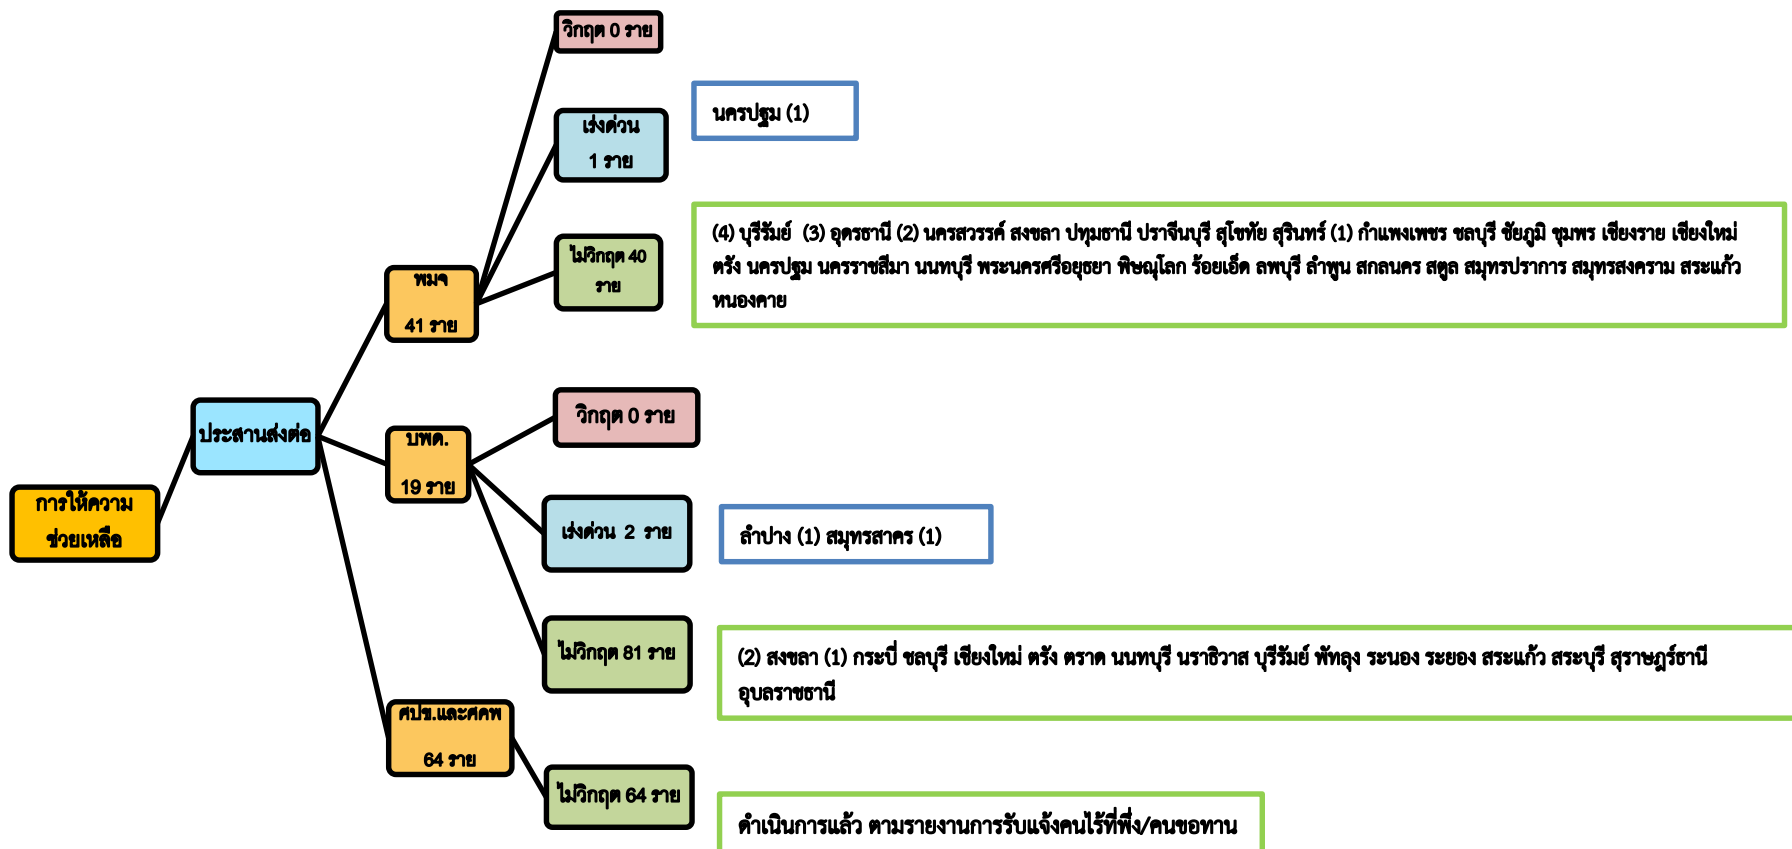 วิกฤต 0 ราย
นครปฐม (1)
เร่งด่วน
1 ราย
(4) บุรีรัมย์ (3) อุดรธานี (2) นครสวรรค์ สงขลา ปทุมธานี ปราจีนบุรี สุโขทัย สุรินทร์ (1) กำแพงเพชร ชลบุรี ชัยภูมิ ชุมพร เชียงราย เชียงใหม่
ตรัง นครปฐม นครราชสีมา นนทบุรี พระนครศรีอยุธยา พิษณุโลก ร้อยเอ็ด ลพบุรี ลำพูน สกลนคร สตูล สมุทรปราการ สมุทรสงคราม สระแก้ว
หนองคาย
ไม่วิกฤต 40
ราย
พมจ
41 ราย
ประสานส่งต่อ
การให้ความ
ช่วยเหลือ
บพด.
19 ราย
วิกฤต 0 ราย
เร่งด่วน 2 ราย
ลำปาง (1) สมุทรสาคร (1)
ไม่วิกฤต 81 ราย
(2) สงขลา (1) กระบี่ ชลบุรี เชียงใหม่ ตรัง ตราด นนทบุรี นราธิวาส บุรีรัมย์ พัทลุง ระนอง ระยอง สระแก้ว สระบุรี สุราษฎร์ธานี
อุบลราชธานี
ศปข.และศคพ
64 ราย
ไม่วิกฤต 64 ราย
ดำเนินการแล้ว ตามรายงานการรับแจ้งคนไร้ที่พึ่ง/คนขอทาน